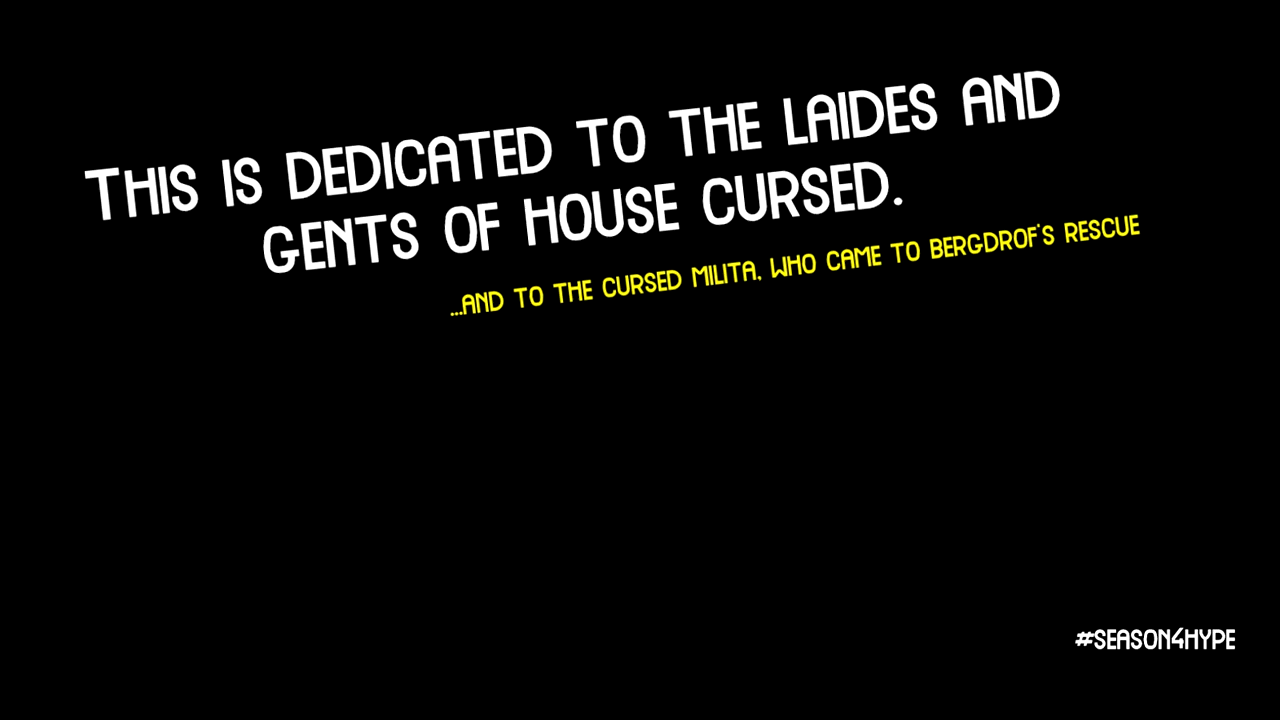 THIS IS DEDICATED TO THE LAIDES AND
GENTS OF HOUSE CURSED.
...AND TO THE CURSED MILITA, WHO CAME TO BERGDROF'S RESCUE
#SEASON4HYPE